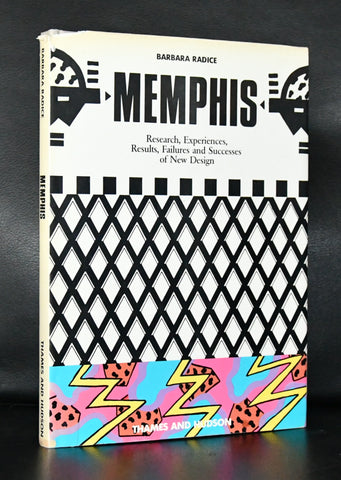 BARBARA RADICE
MEMPHIS
Research, Experiences,
Results, Failures and Successes
of New Design
THAMES AND HUDSON
BARBARA RADICE
MEMPHIS
THAMES AND HUDSON